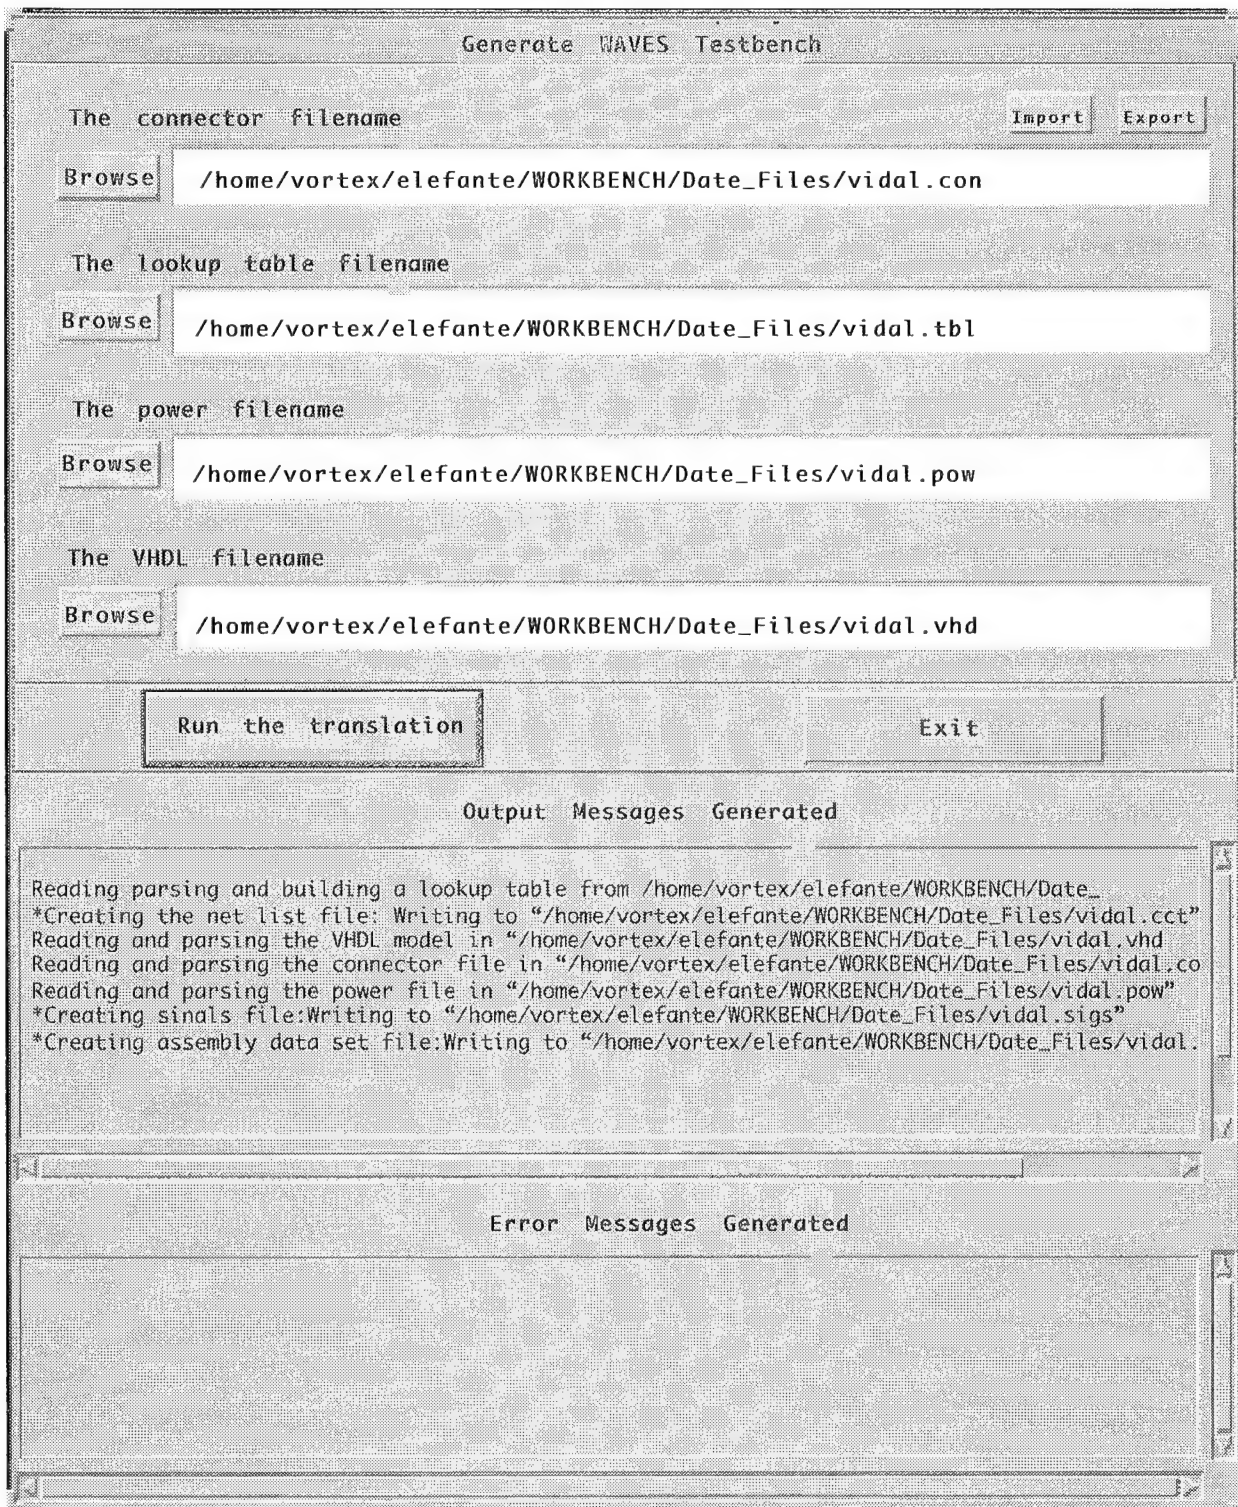 Generate WAVES Testbench
The connector filename
Import Export
Browse /home/vortex/elefante/WORKBENCH/Date_Files/vidal.con
The lookup table filename
Browse /home/vortex/elefante/WORKBENCH/Date_Files/vidal.tbl
The power filename
Browse /home/vortex/elefante/WORKBENCH/Date_Files/vidal.pow
The VHDL filename
Browse /home/vortex/elefante/WORKBENCH/Date_Files/vidal.vhd
Run the translation Exit
Output Messages Generated
Reading parsing and building a lookup table from /home/vortex/elefante/WORKBENCH/Date_
*Creating the net list file: Writing to “/home/vortex/elefante/WORKBENCH/Date_Files/vidal.cct”
Reading and parsing the VHDL model in “/home/vortex/elefante/WORKBENCH/Date_Files/vidal.vhd
Reading and parsing the connector file in “/home/vortex/elefante/WORKBENCH/Date_Files/vidal.co
Reading and parsing the power file in “/home/vortex/elefante/WORKBENCH/Date_Files/vidal.pow”
*Creating sinals file:Writing to “/home/vortex/elefante/WORKBENCH/Date_Files/vidal.sigs”
*Creating assembly data set file:Writing to “/home/vortex/elefante/WORKBENCH/Date_Files/vidal.
Error Messages Generated